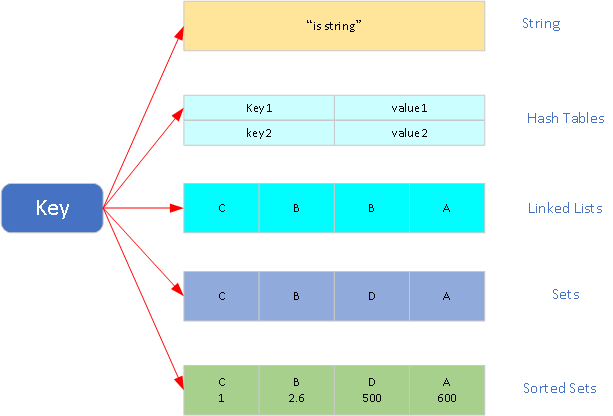 "is string"
String
Key1 value1
key2 value2
Hash Tables
Key
C B B A
Linked Lists
C B D A
Sets
C B D A
1 2.6 500 600
Sorted Sets